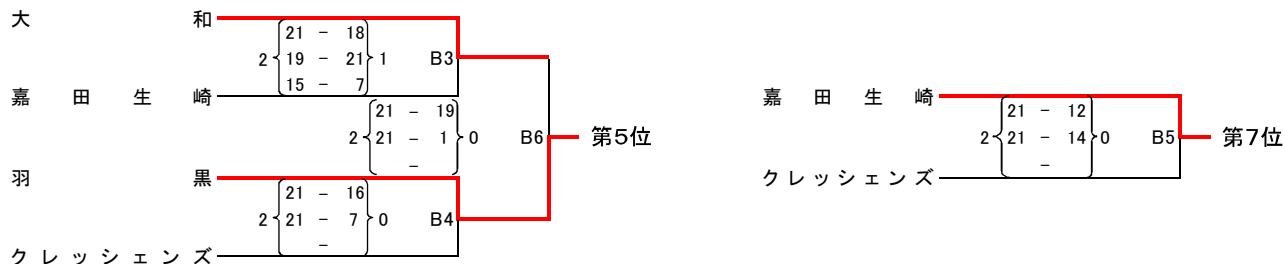 大和
21 - 18
2 19 - 21 1 B3
15 - 7
嘉田生崎
21 - 19
2 21 - 1 0 B6 第5位
-
羽黒
21 - 16
2 21 - 7 0 B4
-
クレッシェンズ
嘉田生崎
21 - 12
2 21 - 14 0 B5 第7位
-
クレッシェンズ